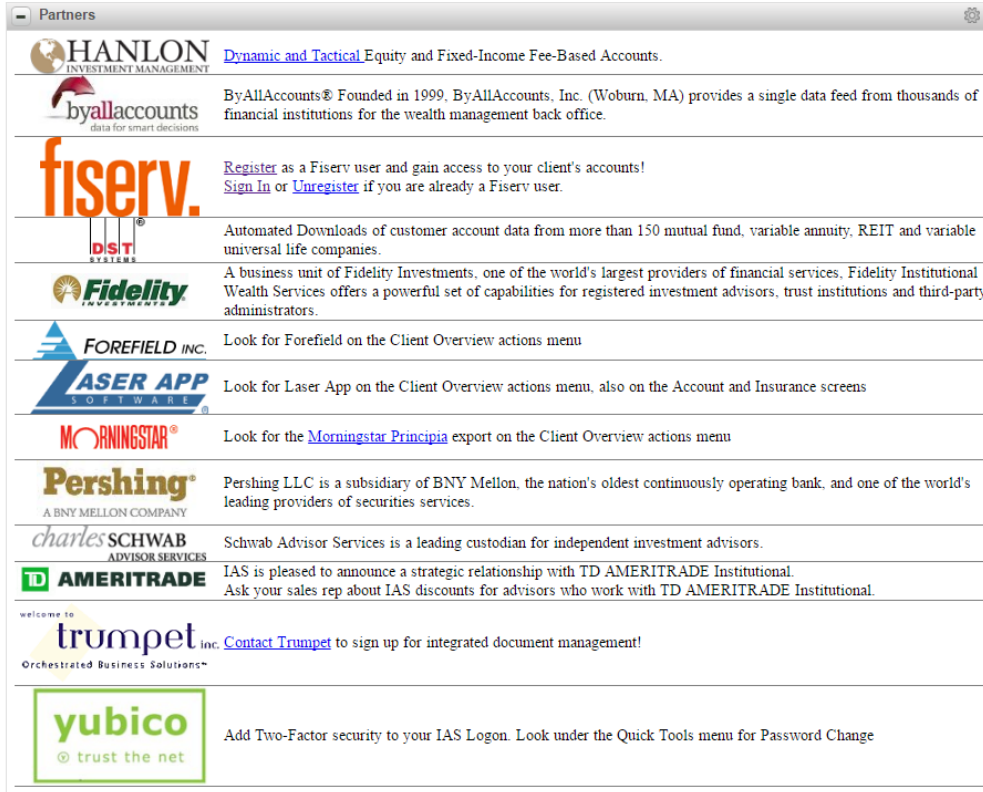 Partners
HANLON
INVESTMENT MANAGEMENT
Dynamic and Tactical Equity and Fixed-Income Fee-Based Accounts.
byallaccounts
data for smart decisions
ByAllAccounts® Founded in 1999, ByAllAccounts, Inc. (Woburn, MA) provides a single data feed from thousands of
financial institutions for the wealth management back office.
fiserv.
Register as a Fiserv user and gain access to your client's accounts!
Sign In or Unregister if you are already a Fiserv user.
DST®
SYSTEMS
Automated Downloads of customer account data from more than 150 mutual fund, variable annuity, REIT and variable
universal life companies.
Fidelity
INVESTMENTS
A business unit of Fidelity Investments, one of the world's largest providers of financial services, Fidelity Institutional
Wealth Services offers a powerful set of capabilities for registered investment advisors, trust institutions and third-party
administrators.
FOREFIELD INC.
Look for Forefield on the Client Overview actions menu
LASER APP
SOFTWARE®
Look for Laser App on the Client Overview actions menu, also on the Account and Insurance screens
MORNINGSTAR®
Look for the Morningstar Principia export on the Client Overview actions menu
Pershing®
A BNY MELLON COMPANY
Pershing LLC is a subsidiary of BNY Mellon, the nation's oldest continuously operating bank, and one of the world's
leading providers of securities services.
charles SCHWAB
ADVISOR SERVICES
Schwab Advisor Services is a leading custodian for independent investment advisors.
TD AMERITRADE
IAS is pleased to announce a strategic relationship with TD AMERITRADE Institutional.
Ask your sales rep about IAS discounts for advisors who work with TD AMERITRADE Institutional.
welcome to
trumpet inc.
Orchestrated Business Solutions™
Contact Trumpet to sign up for integrated document management!
yubico
trust the net
Add Two-Factor security to your IAS Logon. Look under the Quick Tools menu for Password Change